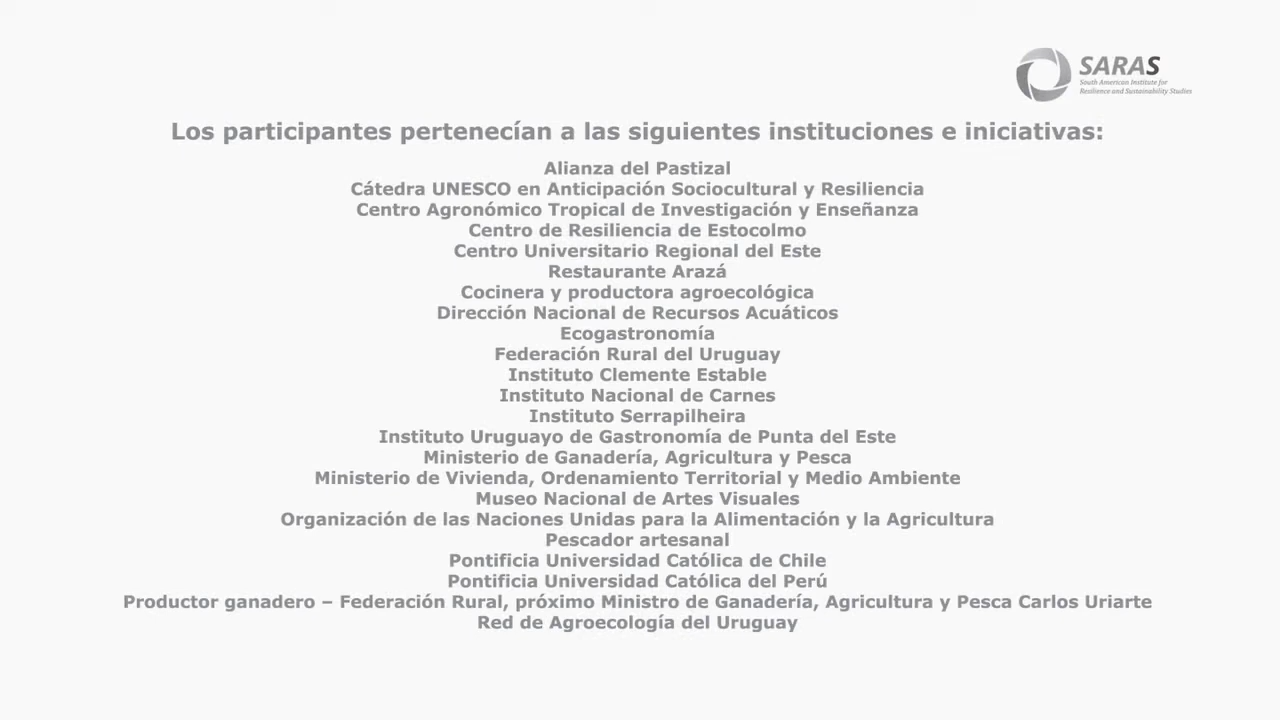 SARAS
South American Institute for
Resilience and Sustainability Studies
Los participantes pertenecían a las siguientes instituciones e iniciativas:
Alianza del Pastizal
Cátedra UNESCO en Anticipación Sociocultural y Resiliencia
Centro Agronómico Tropical de Investigación y Enseñanza
Centro de Resiliencia de Estocolmo
Centro Universitario Regional del Este
Restaurante Arazá
Cocinera y productora agroecológica
Dirección Nacional de Recursos Acuáticos
Ecogastronomía
Federación Rural del Uruguay
Instituto Clemente Estable
Instituto Nacional de Carnes
Instituto Serrapilheira
Instituto Uruguayo de Gastronomía de Punta del Este
Ministerio de Ganadería, Agricultura y Pesca
Ministerio de Vivienda, Ordenamiento Territorial y Medio Ambiente
Museo Nacional de Artes Visuales
Organización de las Naciones Unidas para la Alimentación y la Agricultura
Pescador artesanal
Pontificia Universidad Católica de Chile
Pontificia Universidad Católica del Perú
Productor ganadero – Federación Rural, próximo Ministro de Ganadería, Agricultura y Pesca Carlos Uriarte
Red de Agroecología del Uruguay